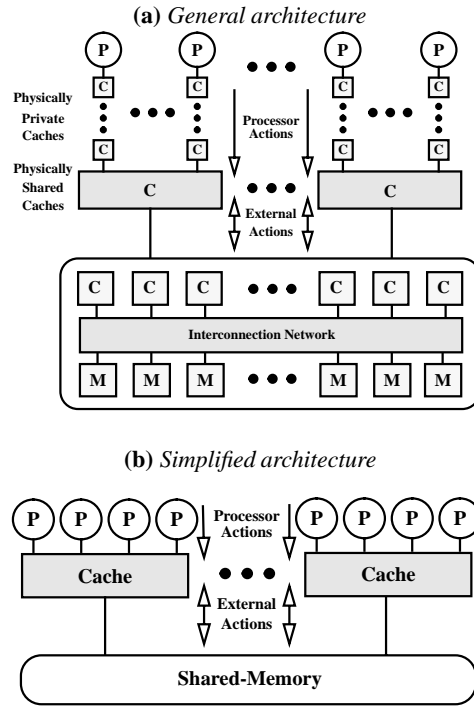 (a) General architecture
P P P P
C C C C
Physically
Private
Caches
Processor
Actions
C C C C
Physically
Shared
Caches
C C
External
Actions
C C C C C C
Interconnection Network
M M M M M M
(b) Simplified architecture
P P P P P P P P
Processor
Actions
Cache Cache
External
Actions
Shared-Memory